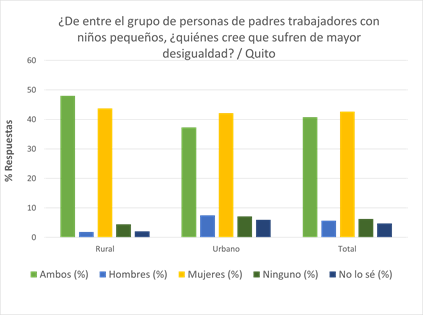 ¿De entre el grupo de personas de padres trabajadores con
niños pequeños, ¿quiénes cree que sufren de mayor
desigualdad? / Quito
60
50
40
30
20
10
0
% Respuestas
Rural Urbano Total
Ambos (%) Hombres (%) Mujeres (%) Ninguno (%) No lo sé (%)